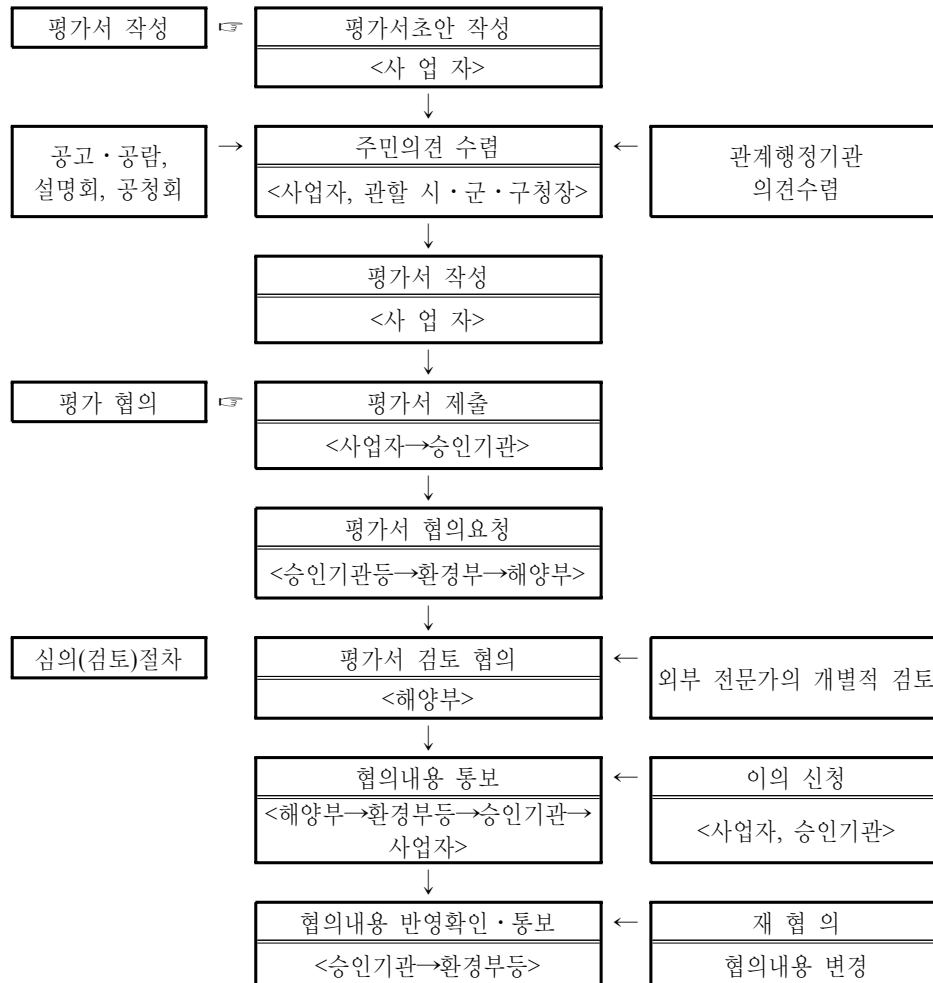 평가서 작성 ☞ 평가서초안 작성
<사 업 자>
↓
공고・공람,
설명회, 공청회
→
주민의견 수렴
<사업자, 관할 시・군・구청장>
←
관계행정기관
의견수렴
↓
평가서 작성
<사 업 자>
↓
평가 협의 ☞ 평가서 제출
<사업자→승인기관>
↓
평가서 협의요청
<승인기관등→환경부→해양부>
↓
심의(검토)절차
평가서 검토 협의
<해양부>
←
외부 전문가의 개별적 검토
↓
협의내용 통보
<해양부→환경부등→승인기관→
사업자>
←
이의 신청
<사업자, 승인기관>
↓
협의내용 반영확인・통보
<승인기관→환경부등>
←
재 협 의
협의내용 변경